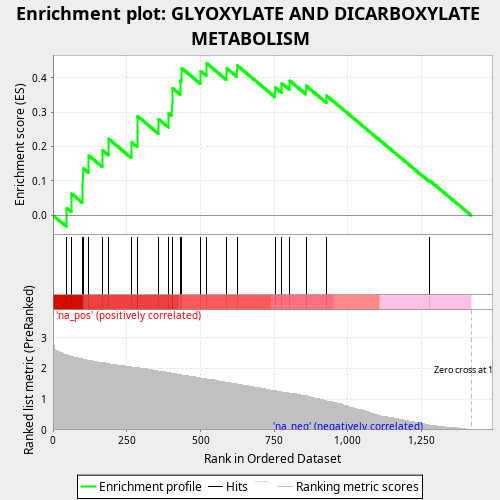 Enrichment plot: GLYOXYLATE AND DICARBOXYLATE
METABOLISM
Enrichment score (ES)
0.4
0.3
0.2
0.1
0.0
'na_pos' (positively correlated)
Ranked list metric (PreRanked)
3
2
1
0
Zero cross at 1
'na_neg' (negatively correlated)
0
250
500
750
1,000
1,250
Rank in Ordered Dataset
Enrichment profile
Hits
Ranking metric scores